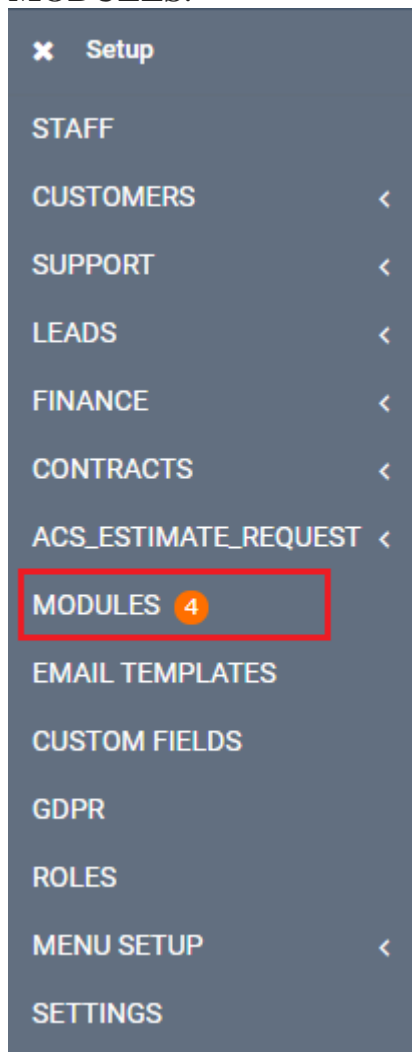 MODULES.
Setup
STAFF
CUSTOMERS
SUPPORT
LEADS
FINANCE
CONTRACTS
ACS_ESTIMATE_REQUEST
MODULES 4
EMAIL TEMPLATES
CUSTOM FIELDS
GDPR
ROLES
MENU SETUP
SETTINGS